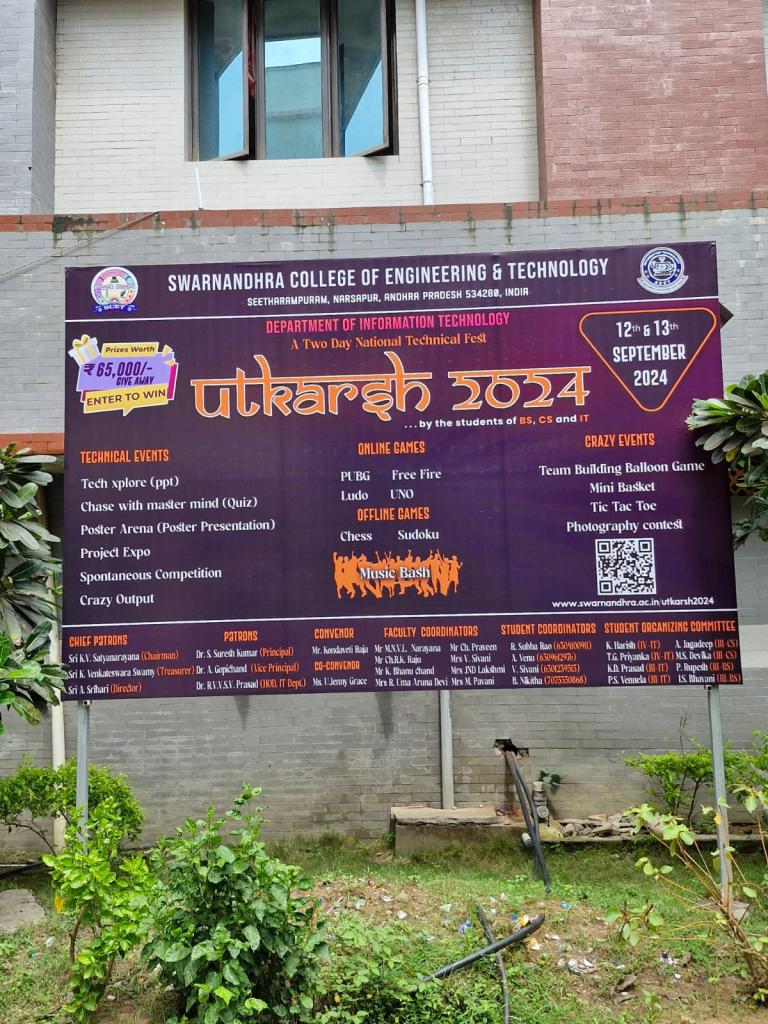 SWARNANDHRA COLLEGE OF ENGINEERING & TECHNOLOGY
SEETHARAMPURAM, NARSAPUR, ANDHRA PRADESH 534280, INDIA
SCET
DEPARTMENT OF INFORMATION TECHNOLOGY
A Two Day National Technical Fest
Prizes Worth
₹65,000/-
GIVE AWAY
ENTER TO WIN
UTKARSH 2024
...by the students of BS, CS and IT
12th & 13th
SEPTEMBER
2024
TECHNICAL EVENTS
Tech xplore (ppt)
Chase with master mind (Quiz)
Poster Arena (Poster Presentation)
Project Expo
Spontaneous Competition
Crazy Output
ONLINE GAMES
PUBG Free Fire
Ludo UNO
OFFLINE GAMES
Chess Sudoku
Music Bash
CRAZY EVENTS
Team Building Balloon Game
Mini Basket
Tic Tac Toe
Photography contest
www.swarnandhra.ac.in/utkarsh2024
CHIEF PATRONS
Sri K.V. Satyanarayana (Chairman)
Sri K. Venkateswara Swamy (Treasurer)
Sri A. Srihari (Director)
PATRONS
Dr. S. Suresh Kumar (Principal)
Dr. A. Gopichand (Vice Principal)
Dr. R.V.V.S.V. Prasad (HOD, IT Dept.)
CONVENOR
Mr. Kondaveti Raja
CO-CONVENOR
Ms. U.Jenny Grace
FACULTY COORDINATORS
Mr M.N.V.L. Narayana Mr Ch. Praveen
Mr Ch.R.K. Raju Mrs V. Sivani
Mr K. Bhanu chand Mrs JND Lakshmi
Mrs B. Uma Aruna Devi Mrs M. Pavani
STUDENT COORDINATORS
B. Subba Rao
A. Venu
V. Sivani
B. Nikitha (7075550868)
STUDENT ORGANIZING COMMITTEE
K. Harish (IV-IT) A. Jagadeep (III-CS)
T.G. Priyanka (IV-IT) M.S. Devika (III-CS)
K.D. Prasad (III-IT) P. Rupesh (III-BS)
P.S. Vennela (III-IT) I.S. Bhavani (III-BS)